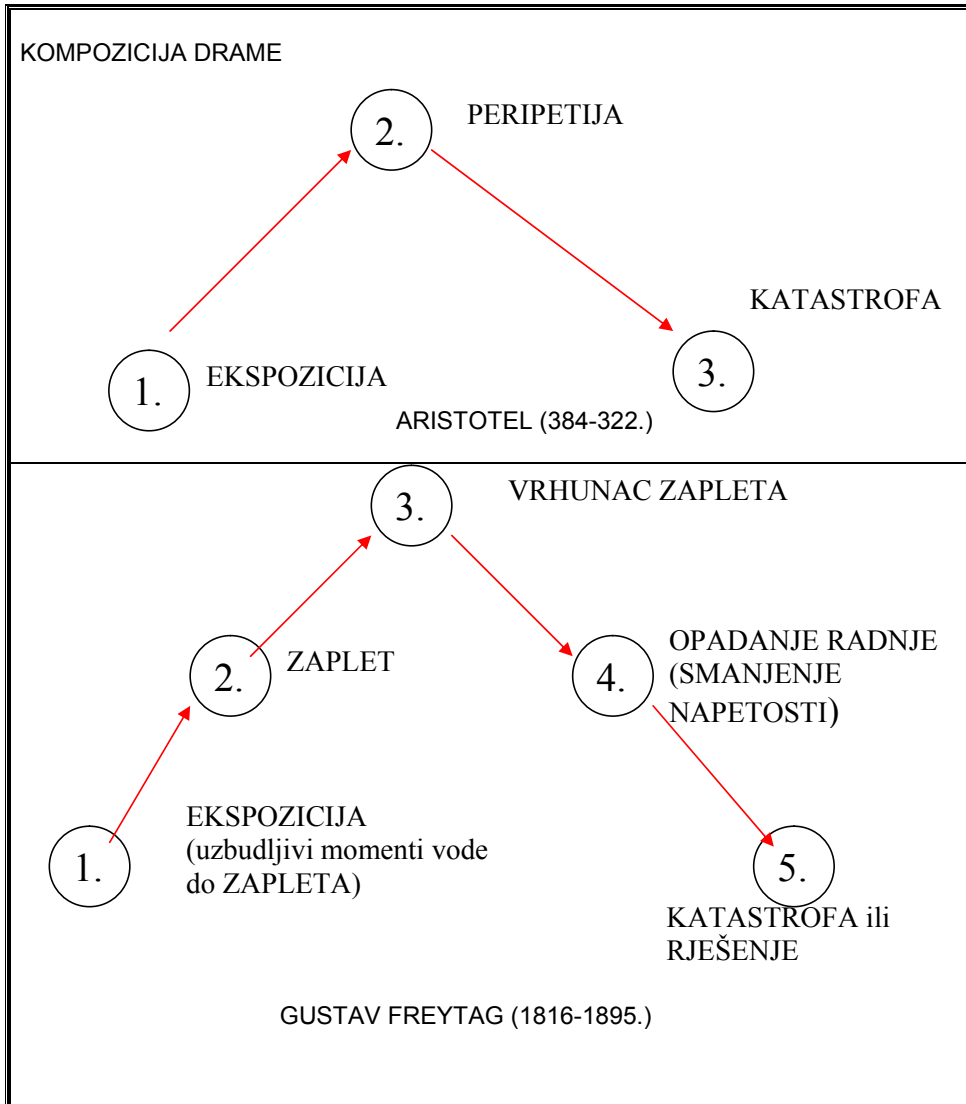 KOMPOZICIJA DRAME
2.
PERIPETIJA
KATASTROFA
1.
EKSPOZICIJA
3.
ARISTOTEL (384-322.)
3.
VRHUNAC ZAPLETA
2.
ZAPLET
4.
OPADANJE RADNJE
(SMANJENJE
NAPETOSTI)
1.
EKSPOZICIJA
(uzbudljivi momenti vode
do ZAPLETA)
5.
KATASTROFA ili
RJEŠENJE
GUSTAV FREYTAG (1816-1895.)